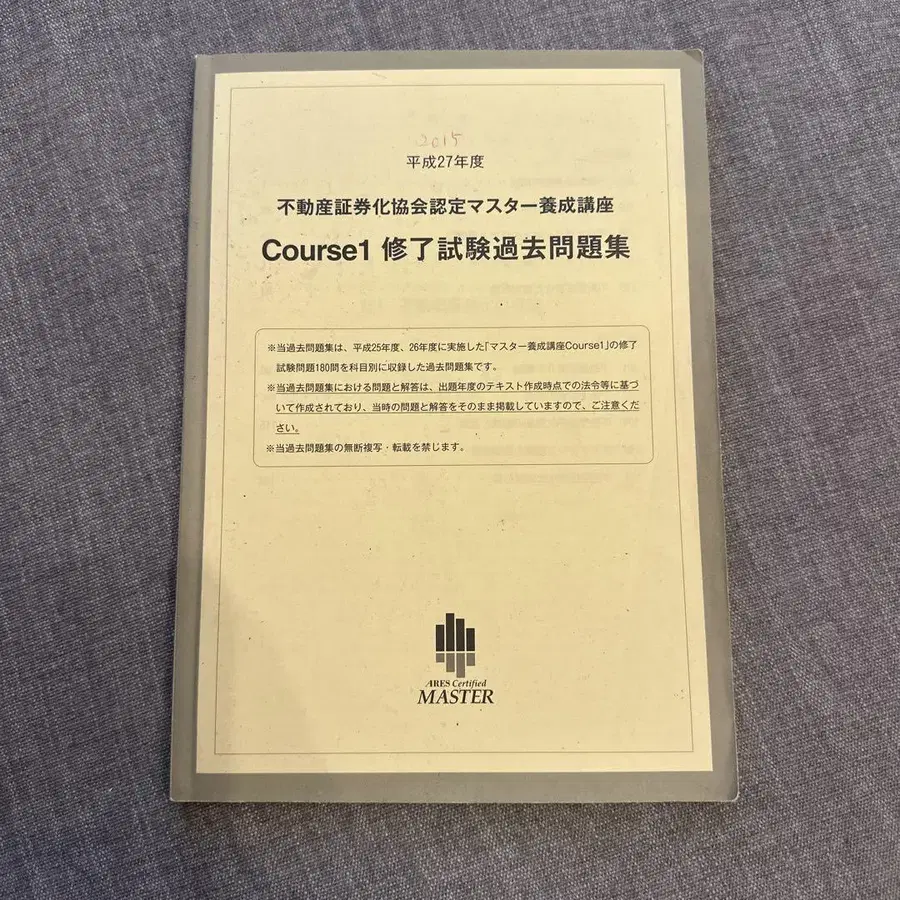 2015
平成27年度
不動産証券化協会認定マスター養成講座
Course1 修了試験過去問題集
※当過去問題集は、平成25年度、26年度に実施した「マスター養成講座Course1」の修了
試験問題180問を科目別に収録した過去問題集です。
※当過去問題集における問題と解答は、出題年度のテキスト作成時点での法令等に基づ
いて作成されており、当時の問題と解答をそのまま掲載していますので、ご注意くだ
さい。
※当過去問題集の無断複写・転載を禁じます。
ARES Certified
MASTER